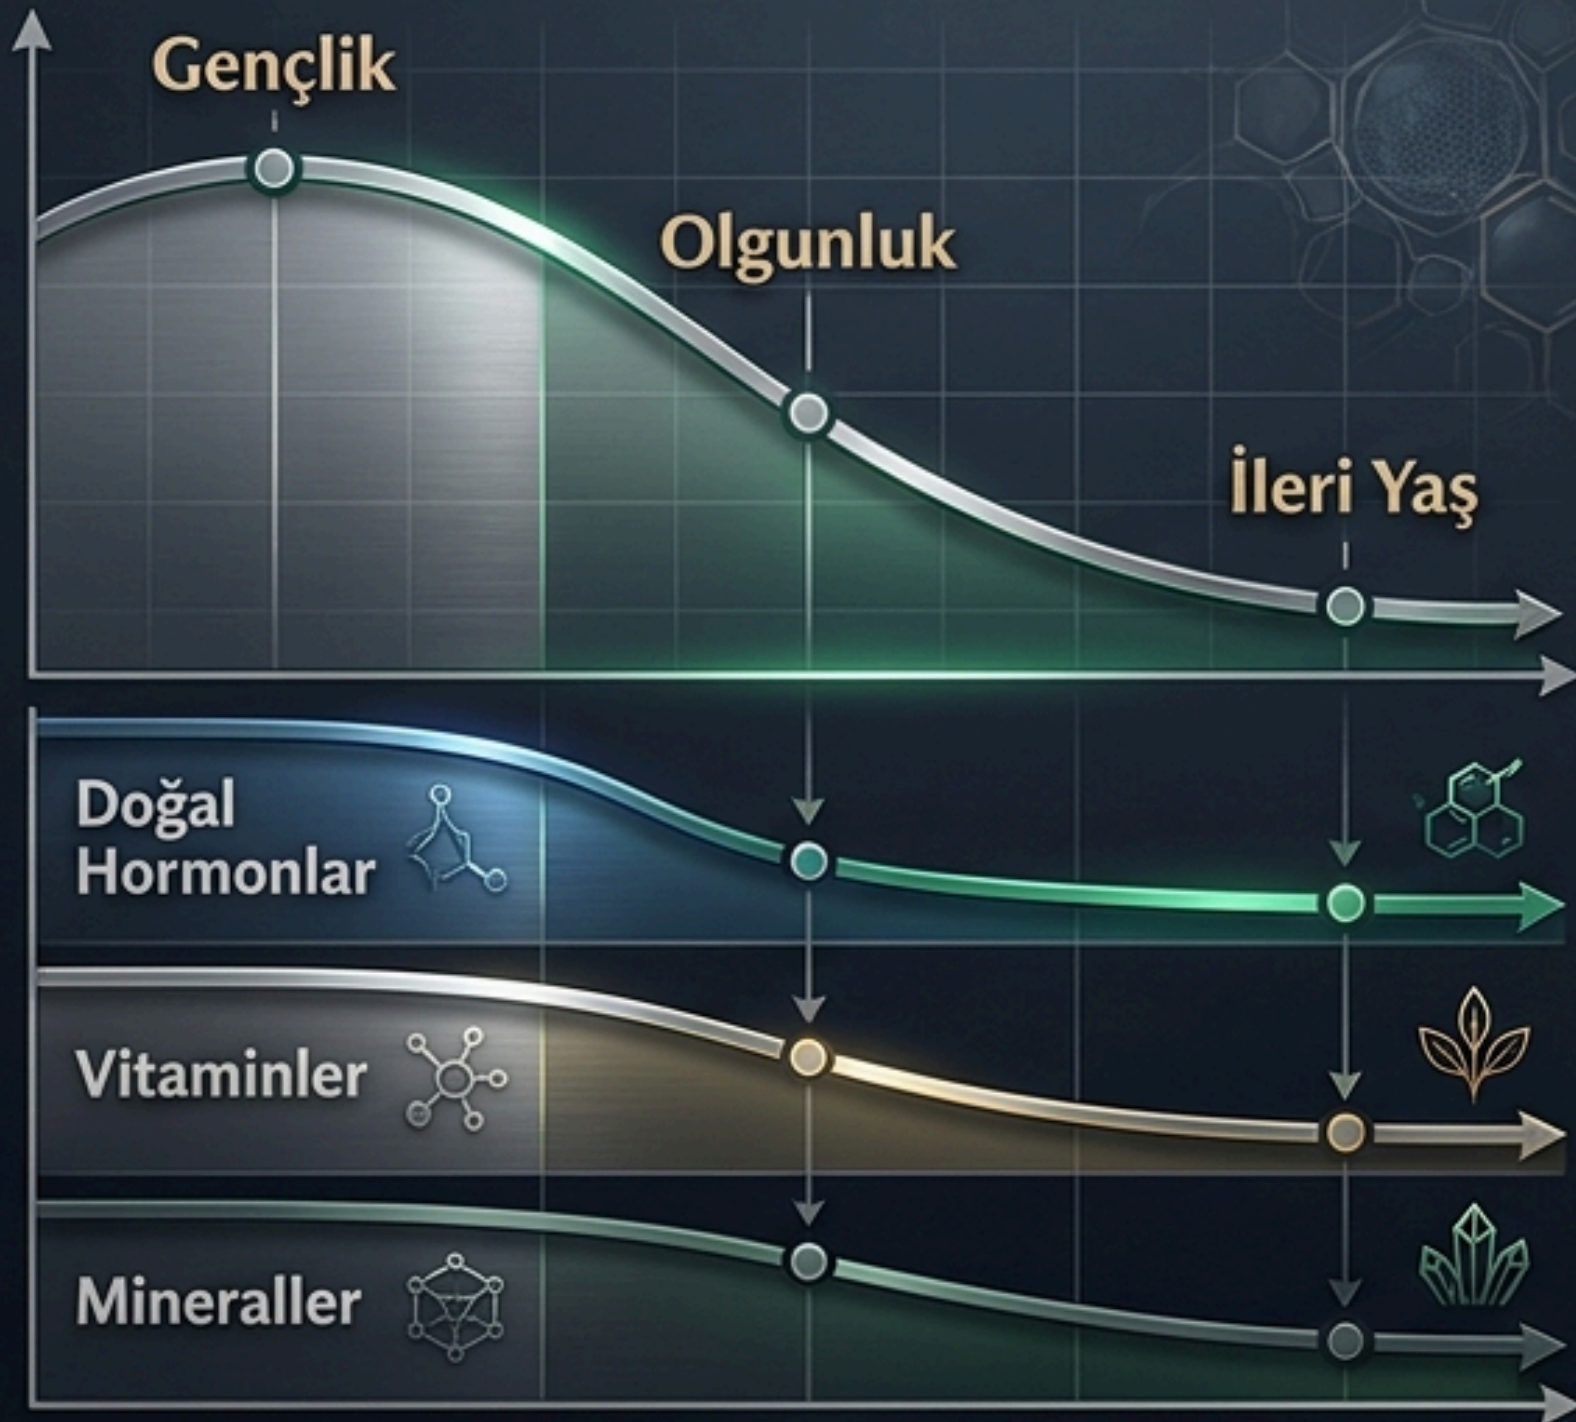 Gençlik
Olgunluk
İleri Yaş
Doğal
Hormonlar
Vitaminler
Mineraller